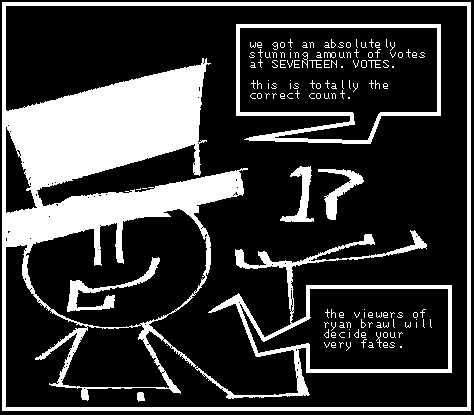 we got an absolutely
stunning amount of votes
at SEVENTEEN. VOTES.
this is totally the
correct count.
17
the viewers of
ryan brawl will
decide your
very fates.